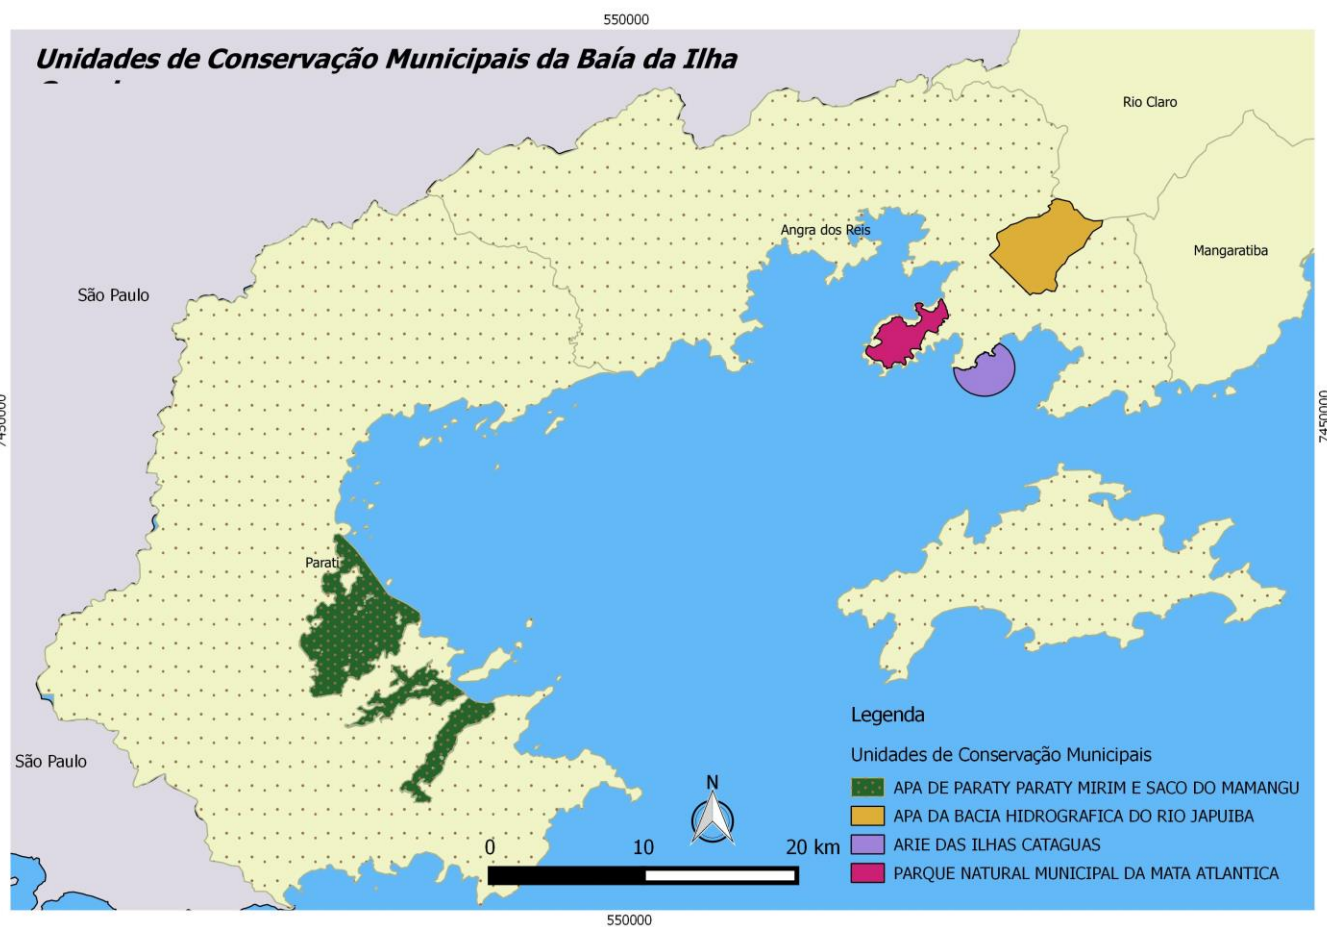 550000
Unidades de Conservação Municipais da Baía da Ilha
Rio Claro
Angra dos Reis
Mangaratiba
São Paulo
7450000
7450000
Parati
São Paulo
Legenda
Unidades de Conservação Municipais
APA DE PARATY PARATY MIRIM E SACO DO MAMANGU
APA DA BACIA HIDROGRAFICA DO RIO JAPUIBA
ARIE DAS ILHAS CATAGUAS
PARQUE NATURAL MUNICIPAL DA MATA ATLANTICA
N
0 10 20 km
550000